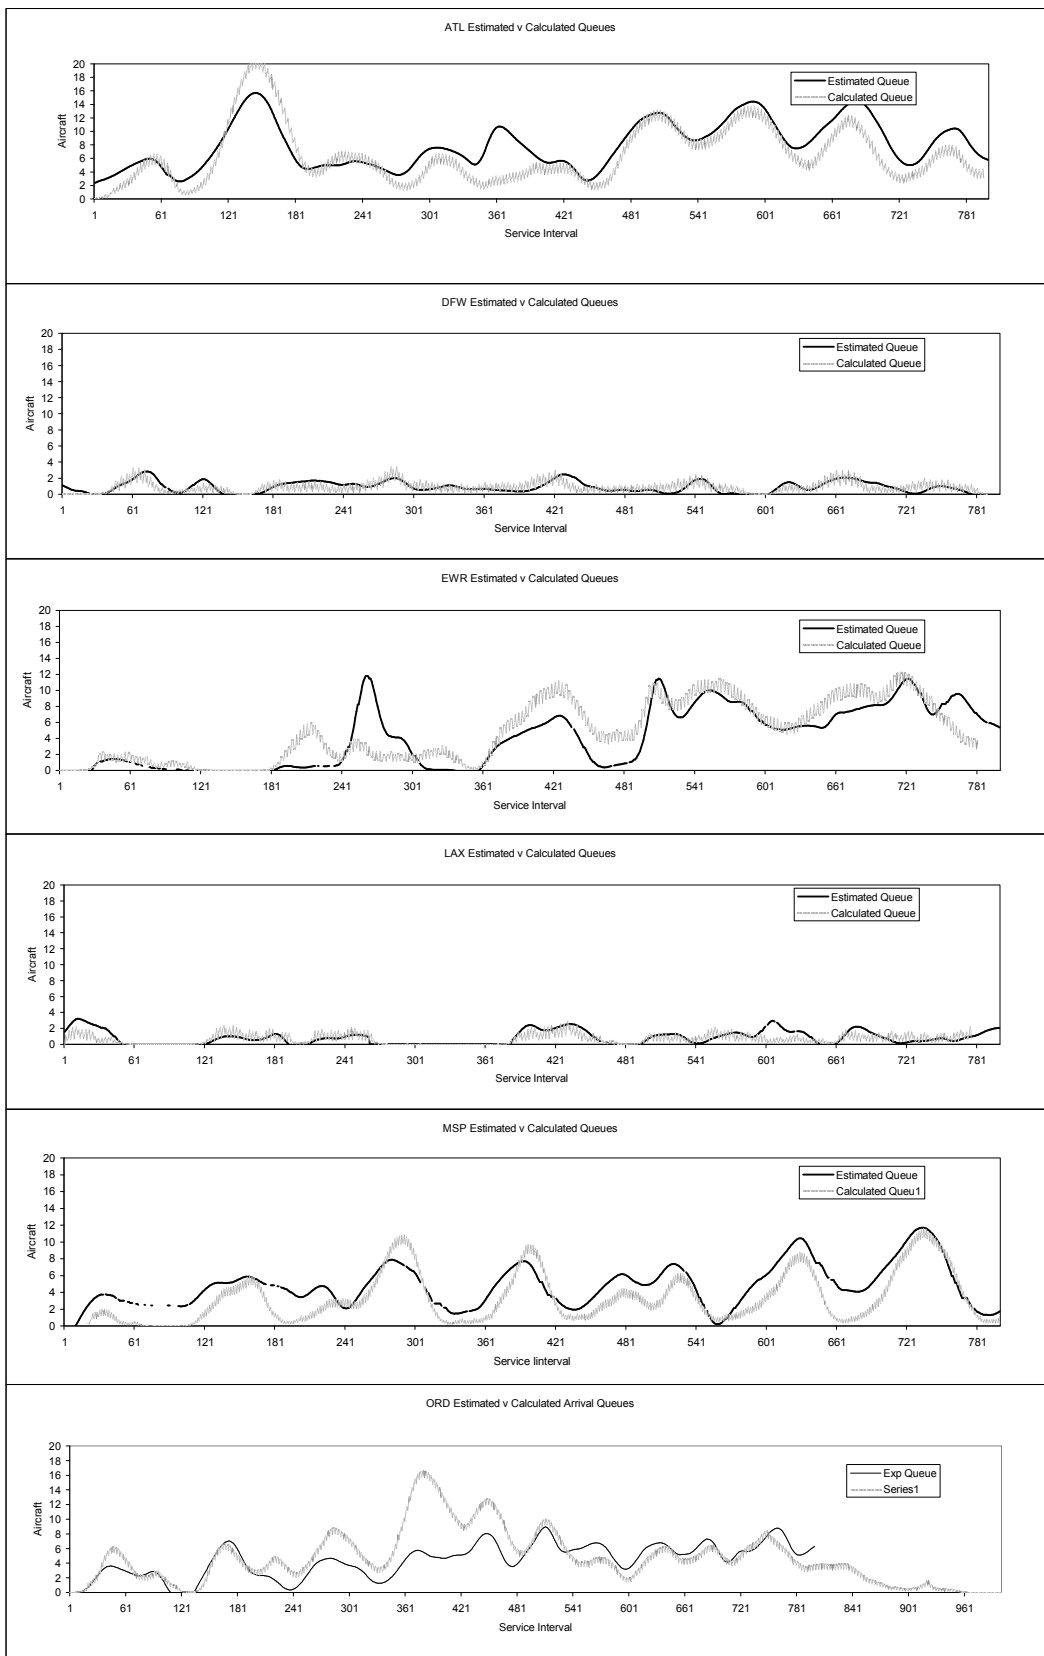 ATL Estimated v Calculated Queues
20
18
16
14
12
10
8
6
4
2
0
Aircraft
Estimated Queue
Calculated Queue
1 61 121 181 241 301 361 421 481 541 601 661 721 781
Service Interval
DFW Estimated v Calculated Queues
20
18
16
14
12
10
8
6
4
2
0
Aircraft
Estimated Queue
Calculated Queue
1 61 121 181 241 301 361 421 481 541 601 661 721 781
Service Interval
EWR Estimated v Calculated Queues
20
18
16
14
12
10
8
6
4
2
0
Aircraft
Estimated Queue
Calculated Queue
1 61 121 181 241 301 361 421 481 541 601 661 721 781
Service Interval
LAX Estimated v Calculated Queues
20
18
16
14
12
10
8
6
4
2
0
Aircraft
Estimated Queue
Calculated Queue
1 61 121 181 241 301 361 421 481 541 601 661 721 781
Service Interval
MSP Estimated v Calculated Queues
20
18
16
14
12
10
8
6
4
2
0
Aircraft
Estimated Queue
Calculated Queu1
1 61 121 181 241 301 361 421 481 541 601 661 721 781
Service Iinterval
ORD Estimated v Calculated Arrival Queues
20
18
16
14
12
10
8
6
4
2
0
Aircraft
Exp Queue
Series1
1 61 121 181 241 301 361 421 481 541 601 661 721 781 841 901 961
Service Interval